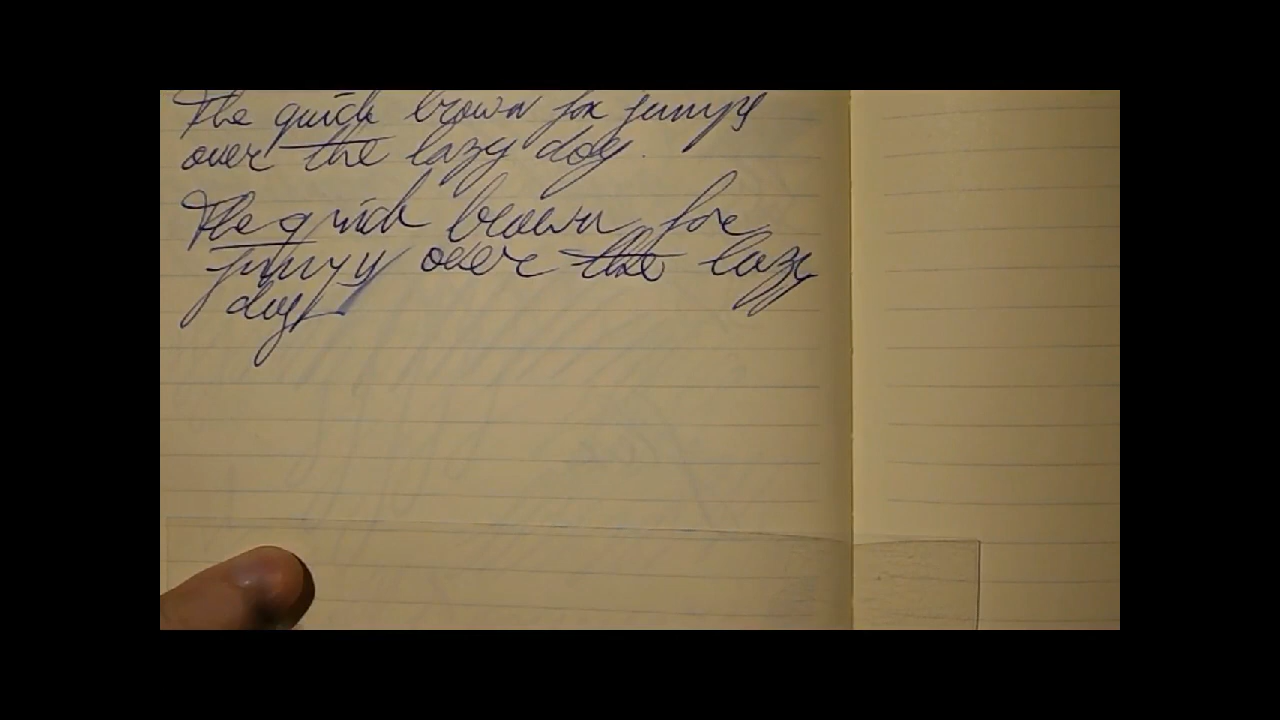 The quick brown fox jumps
over the lazy dog.
The quick brown fox
jumps over the lazy
dog